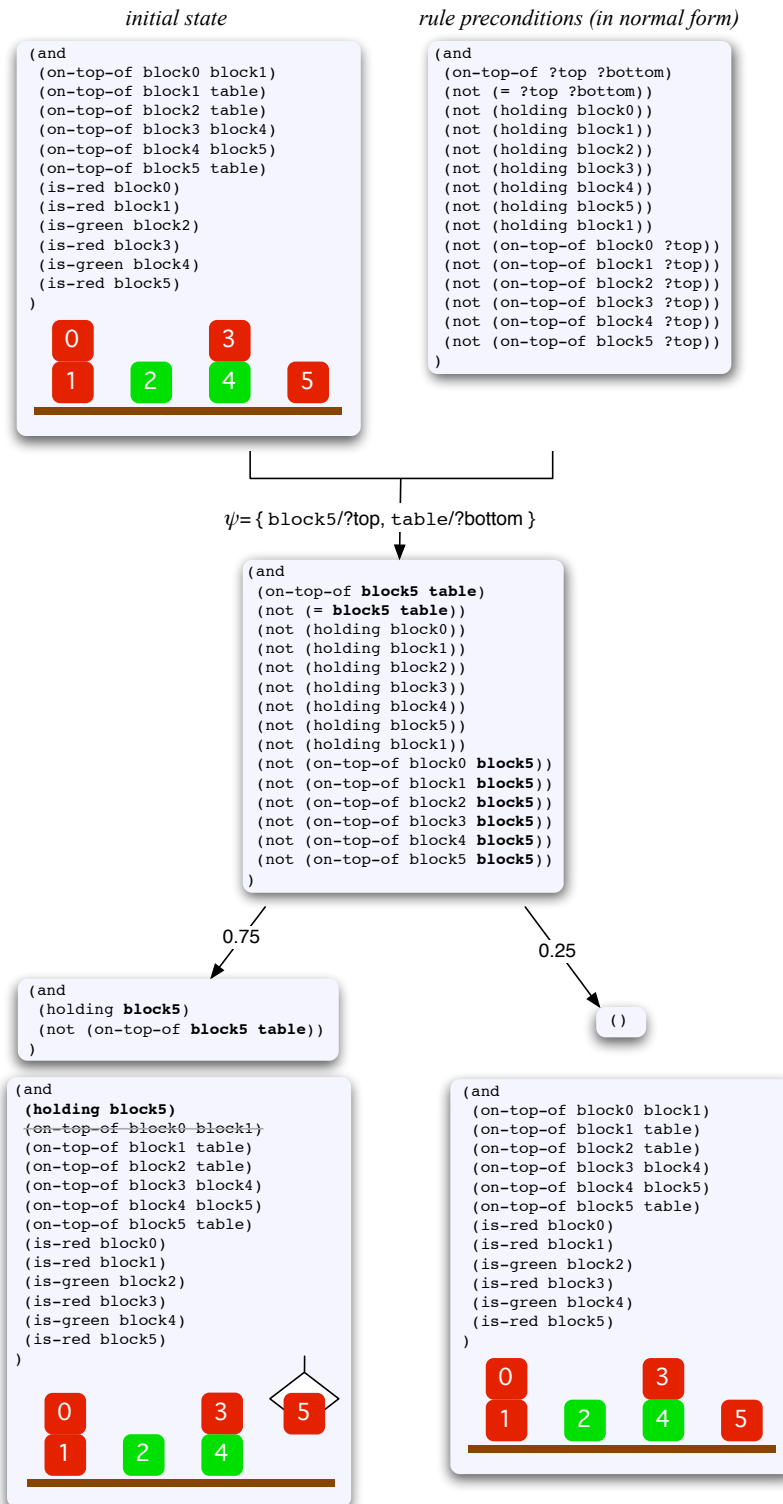 initial state
(and
(on-top-of block0 block1)
(on-top-of block1 table)
(on-top-of block2 table)
(on-top-of block3 block4)
(on-top-of block4 block5)
(on-top-of block5 table)
(is-red block0)
(is-red block1)
(is-green block2)
(is-red block3)
(is-green block4)
(is-red block5)
)
0 3
1 2 4 5
rule preconditions (in normal form)
(and
(on-top-of ?top ?bottom)
(not (= ?top ?bottom))
(not (holding block0))
(not (holding block1))
(not (holding block2))
(not (holding block3))
(not (holding block4))
(not (holding block5))
(not (holding block1))
(not (on-top-of block0 ?top))
(not (on-top-of block1 ?top))
(not (on-top-of block2 ?top))
(not (on-top-of block3 ?top))
(not (on-top-of block4 ?top))
(not (on-top-of block5 ?top))
)
ψ= { block5/?top, table/?bottom }
(and
(on-top-of block5 table)
(not (= block5 table))
(not (holding block0))
(not (holding block1))
(not (holding block2))
(not (holding block3))
(not (holding block4))
(not (holding block5))
(not (holding block1))
(not (on-top-of block0 block5))
(not (on-top-of block1 block5))
(not (on-top-of block2 block5))
(not (on-top-of block3 block5))
(not (on-top-of block4 block5))
(not (on-top-of block5 block5))
)
0.75
0.25
(and
(holding block5)
(not (on-top-of block5 table))
)
()
(and
(holding block5)
(on-top-of block0 block1)
(on-top-of block1 table)
(on-top-of block2 table)
(on-top-of block3 block4)
(on-top-of block4 block5)
(on-top-of block5 table)
(is-red block0)
(is-red block1)
(is-green block2)
(is-red block3)
(is-green block4)
(is-red block5)
)
0 3 5
1 2 4
(and
(on-top-of block0 block1)
(on-top-of block1 table)
(on-top-of block2 table)
(on-top-of block3 block4)
(on-top-of block4 block5)
(on-top-of block5 table)
(is-red block0)
(is-red block1)
(is-green block2)
(is-red block3)
(is-green block4)
(is-red block5)
)
0 3
1 2 4 5